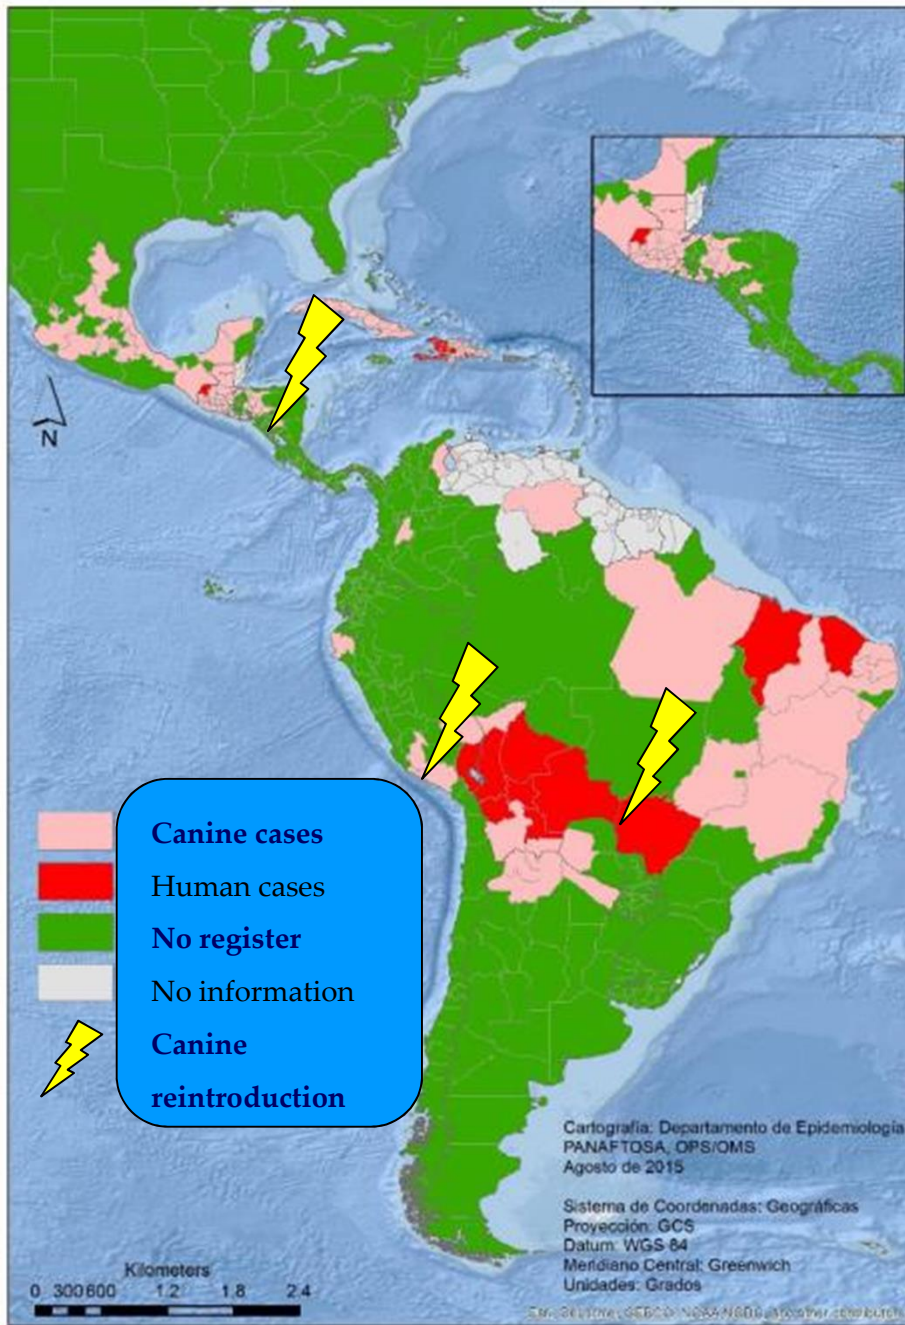 N
Canine cases
Human cases
No register
No information
Canine
reintroduction
Cartografía: Departamento de Epidemiología
PANAFTOSA, OPS/OMS
Agosto de 2015
Sistema de Coordenadas: Geográficas
Proyección: GCS
Datum: WGS 84
Meridiano Central: Greenwich
Unidades: Grados
Kilometers
0 300 600 1.2 1.8 2.4